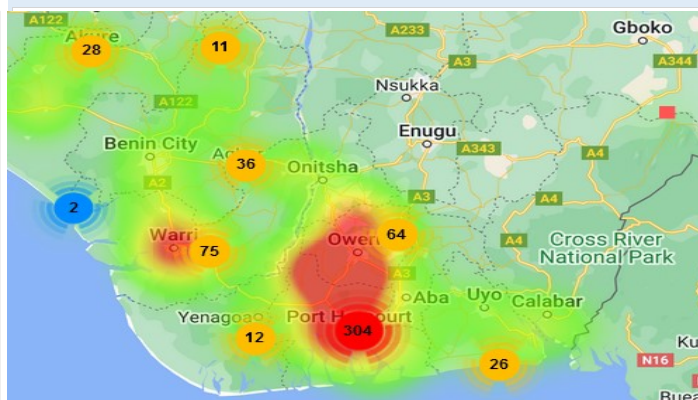 A122
Akure
28
11
A233
Gboko
A3
A344
Nsukka
A122
Enugu
Benin City
36
A343
A4
Onitsha
A2
A3
A4
2
Warri
75
64
Owerri
A4
Cross River
National Park
A3
Aba
Uyo
Calabar
Yenagoa
Port Harcourt
12
304
26
N16